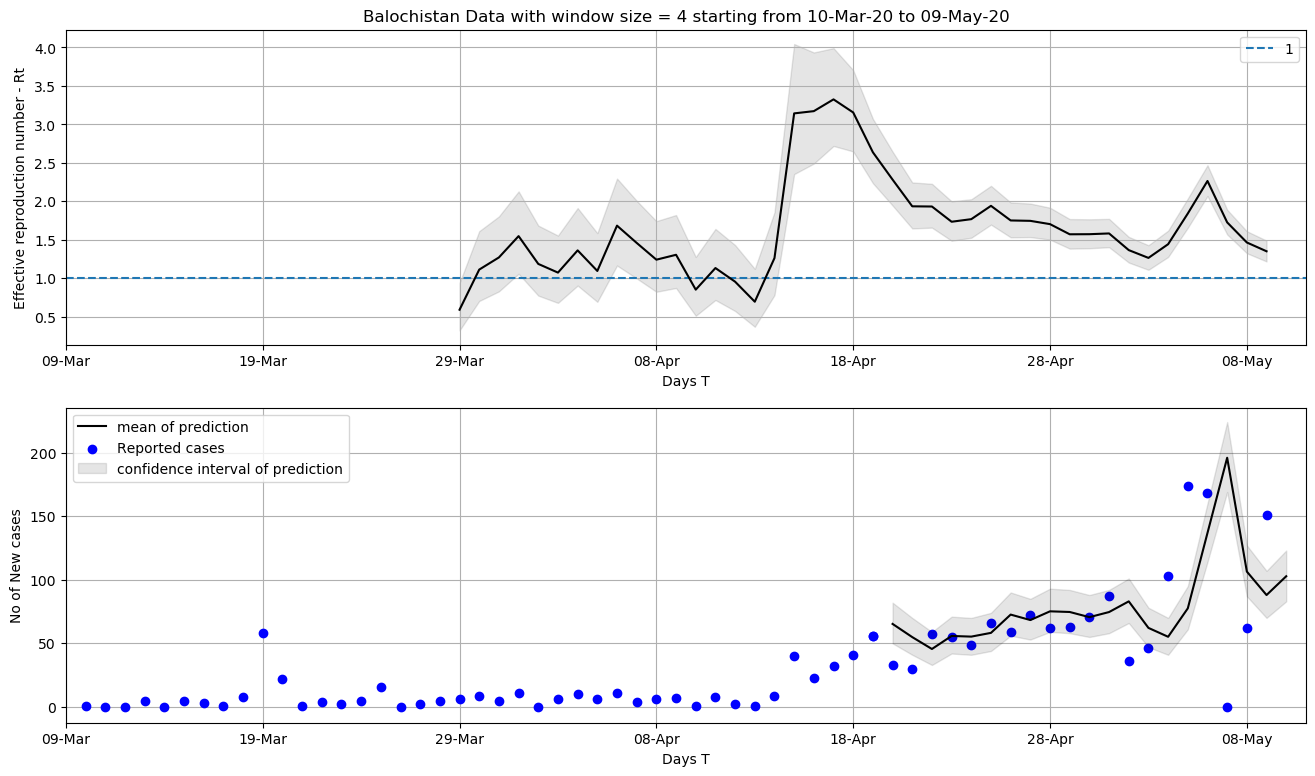 Balochistan Data with window size = 4 starting from 10-Mar-20 to 09-May-20
Effective reproduction number - Rt
4.0
3.5
3.0
2.5
2.0
1.5
1.0
0.5
1
09-Mar 19-Mar 29-Mar 08-Apr 18-Apr 28-Apr 08-May
Days T
No of New cases
200
150
100
50
0
mean of prediction
Reported cases
confidence interval of prediction
09-Mar 19-Mar 29-Mar 08-Apr 18-Apr 28-Apr 08-May
Days T